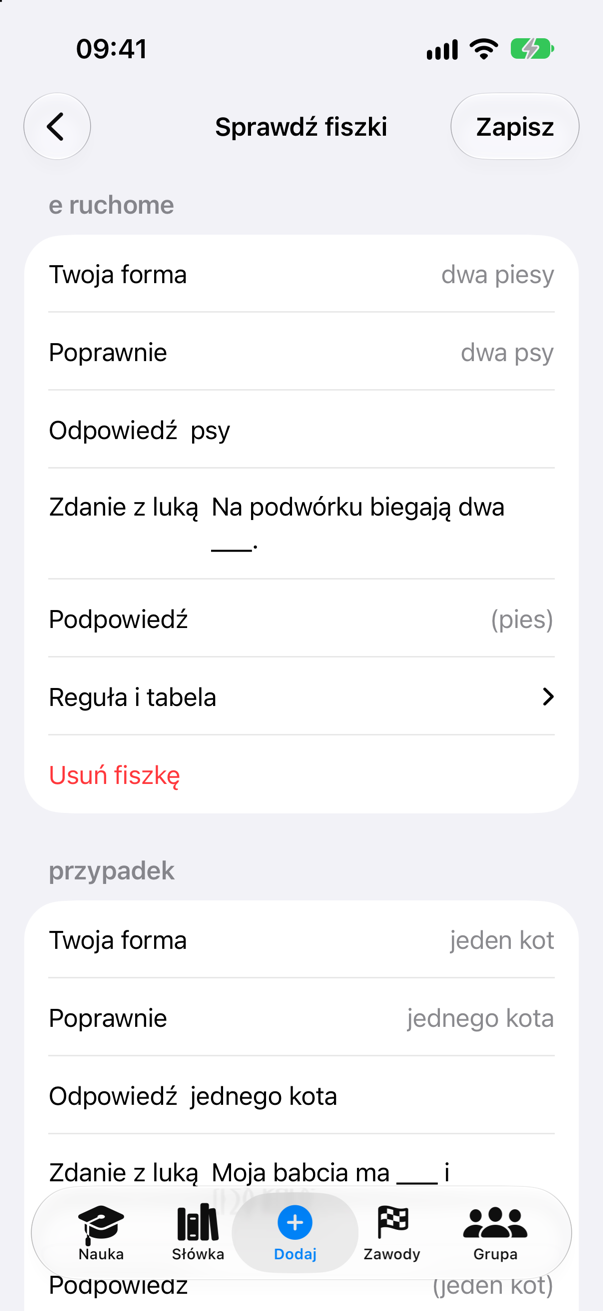 09:41
Sprawdź fiszki
Zapisz
e ruchome
Twoja forma dwa piesy
Poprawnie dwa psy
Odpowiedź psy
Zdanie z luką Na podwórku biegają dwa
___.
Podpowiedź (pies)
Reguła i tabela
Usuń fiszkę
przypadek
Twoja forma jeden kot
Poprawnie jednego kota
Odpowiedź jednego kota
Zdanie z luką Moja babcia ma ___ i
Nauka
Słówka
Dodaj
Zawody
Grupa
Podpowiedź (jeden kot)